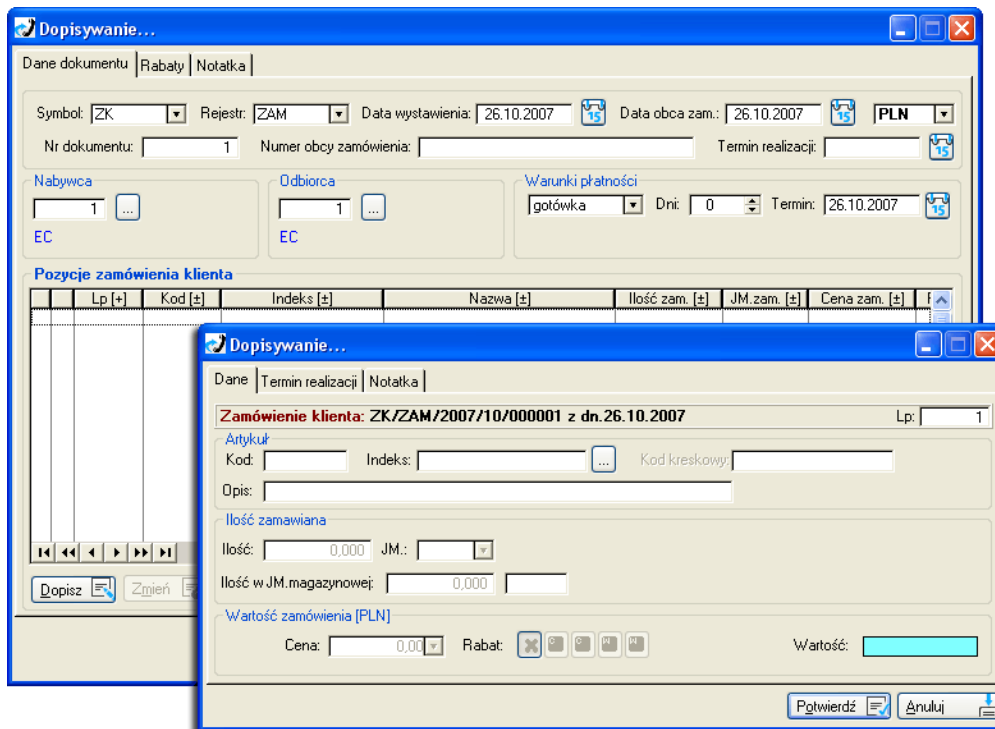 Dopisywanie...
Dane dokumentu Rabaty Notatka
Symbol: ZK Rejestr: ZAM Data wystawienia: 26.10.2007 15 Data obca zam.: 26.10.2007 15 PLN
Nr dokumentu: 1 Numer obcy zamówienia: Termin realizacji: 15
Nabywca Odbiorca Warunki płatności
1 ... 1 ... gotówka Dni: 0 Termin: 26.10.2007 15
EC EC
Pozycje zamówienia klienta
Lp [+] Kod [±] Indeks [±] Nazwa [±] Ilość zam. [±] JM.zam. [±] Cena zam. [±]
Dopisz Zmień
Dopisywanie...
Dane Termin realizacji Notatka
Zamówienie klienta: ZK/ZAM/2007/10/000001 z dn.26.10.2007 Lp: 1
Artykuł
Kod: Indeks: ... Kod kreskowy:
Opis:
Ilość zamawiana
Ilość: 0,000 JM.:
Ilość w JM.magazynowej: 0,000
Wartość zamówienia [PLN]
Cena: 0,00 Rabat: C C W W Wartość:
Potwierdź Anuluj